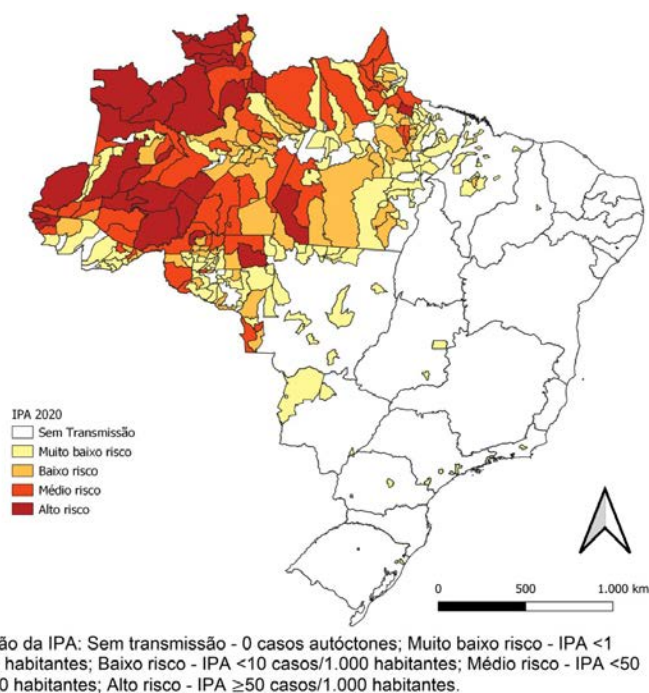 IPA 2020
Sem Transmissão
Muito baixo risco
Baixo risco
Médio risco
Alto risco
0 500 1.000 km
ção da IPA: Sem transmissão - 0 casos autóctones; Muito baixo risco - IPA <1
habitantes; Baixo risco - IPA <10 casos/1.000 habitantes; Médio risco - IPA <50
0 habitantes; Alto risco - IPA ≥50 casos/1.000 habitantes.